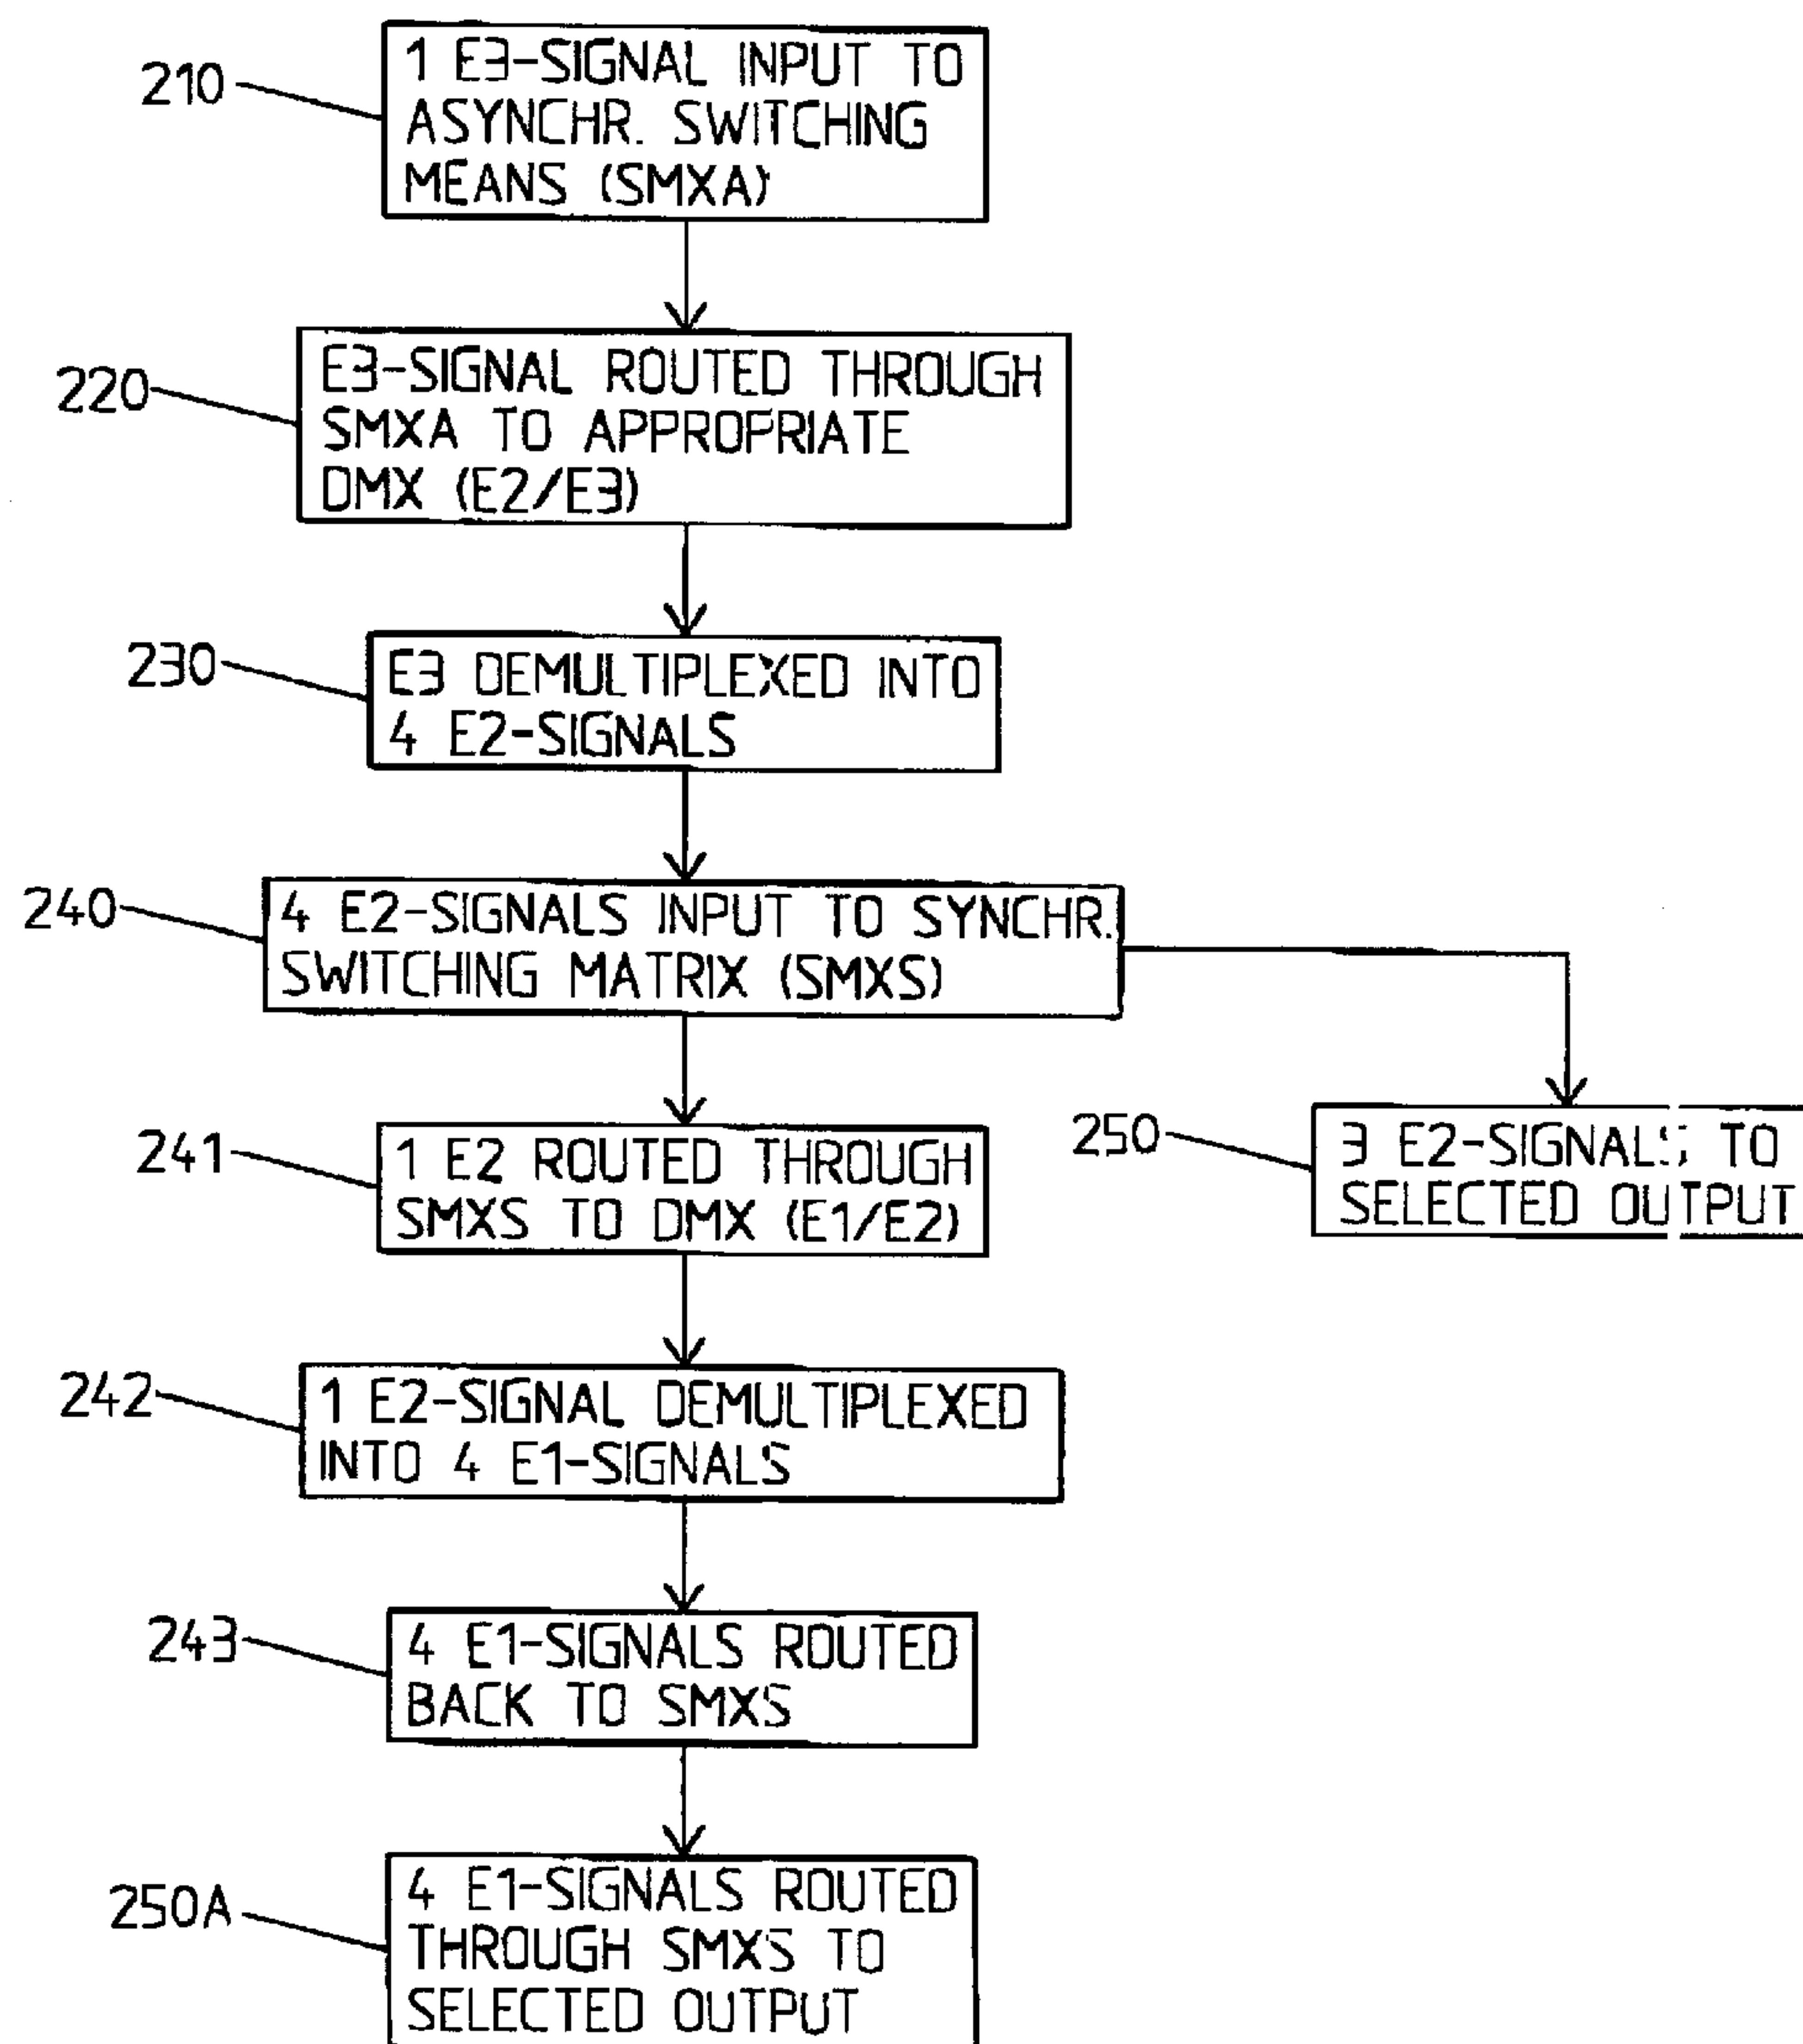 210
1 E3-SIGNAL INPUT TO
ASYNCHR. SWITCHING
MEANS (SMXA)
220
E3-SIGNAL ROUTED THROUGH
SMXA TO APPROPRIATE
DMX (E2/E3)
230
E3 DEMULTIPLEXED INTO
4 E2-SIGNALS
240
4 E2-SIGNALS INPUT TO SYNCHR.
SWITCHING MATRIX (SMXS)
241
1 E2 ROUTED THROUGH
SMXS TO DMX (E1/E2)
250
3 E2-SIGNALS TO
SELECTED OUTPUT
242
1 E2-SIGNAL DEMULTIPLEXED
INTO 4 E1-SIGNALS
243
4 E1-SIGNALS ROUTED
BACK TO SMXS
250A
4 E1-SIGNALS ROUTED
THROUGH SMXS TO
SELECTED OUTPUT